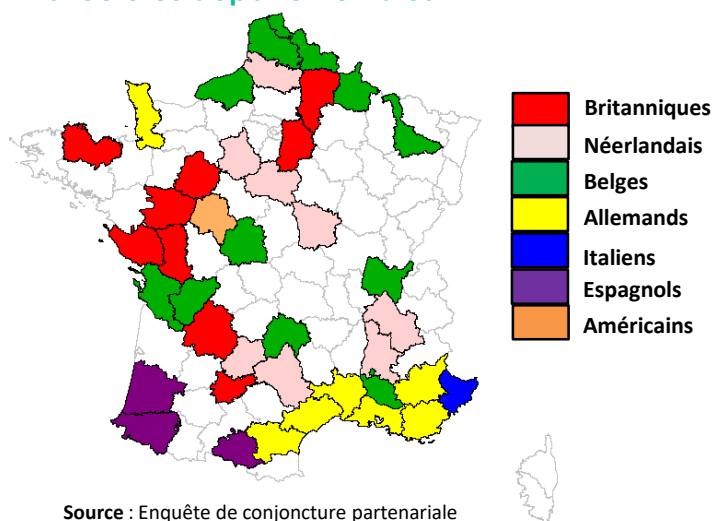 Britanniques
Néerlandais
Belges
Allemands
Italiens
Espagnols
Américains
Source : Enquête de conjoncture partenariale